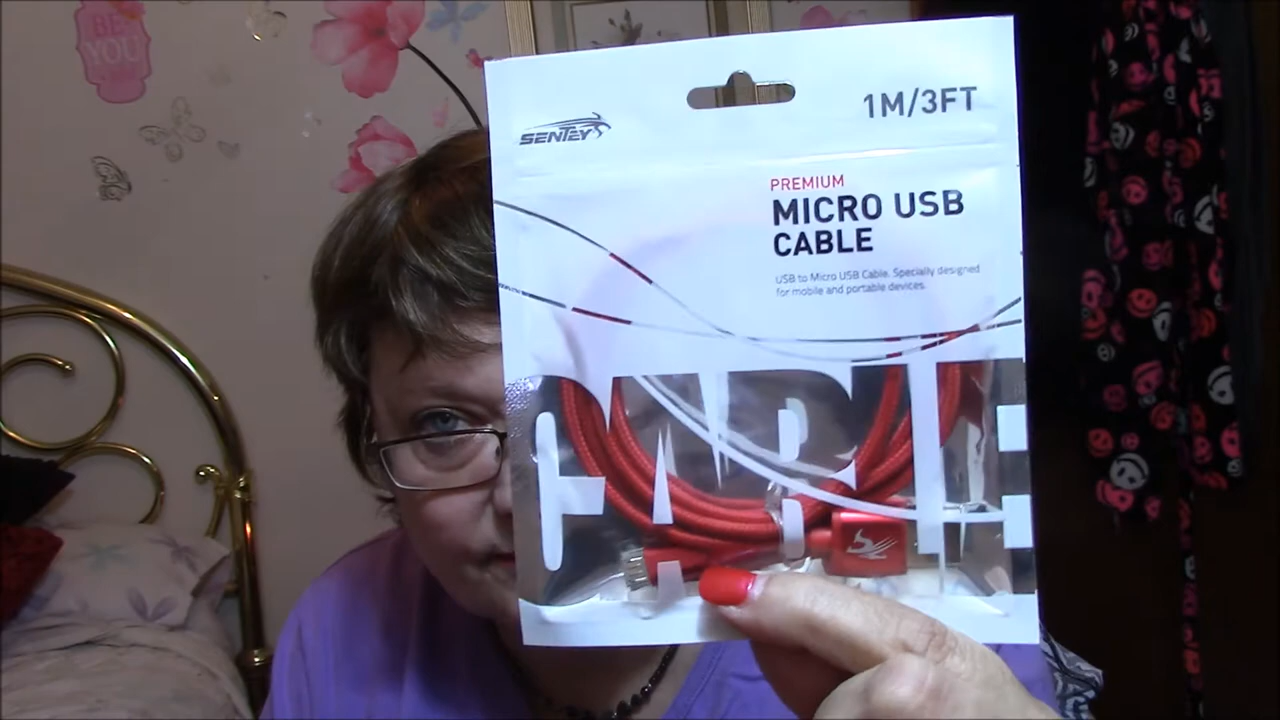 BE
YOU
SENTEY
1M/3FT
PREMIUM
MICRO USB
CABLE
USB to Micro USB Cable. Specially designed
for mobile and portable devices.
CABLE